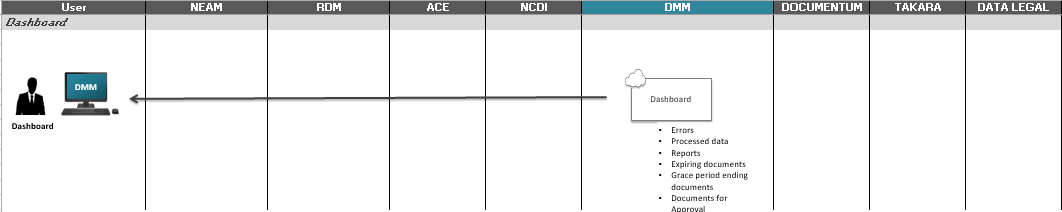 User NEAM RDM ACE NCDI DMM DOCUMENTUM TAKARA DATA LEGAL
Dashboard
DMM
Dashboard
Dashboard
• Errors
• Processed data
• Reports
• Expiring documents
• Grace period ending
documents
• Documents for
Approval